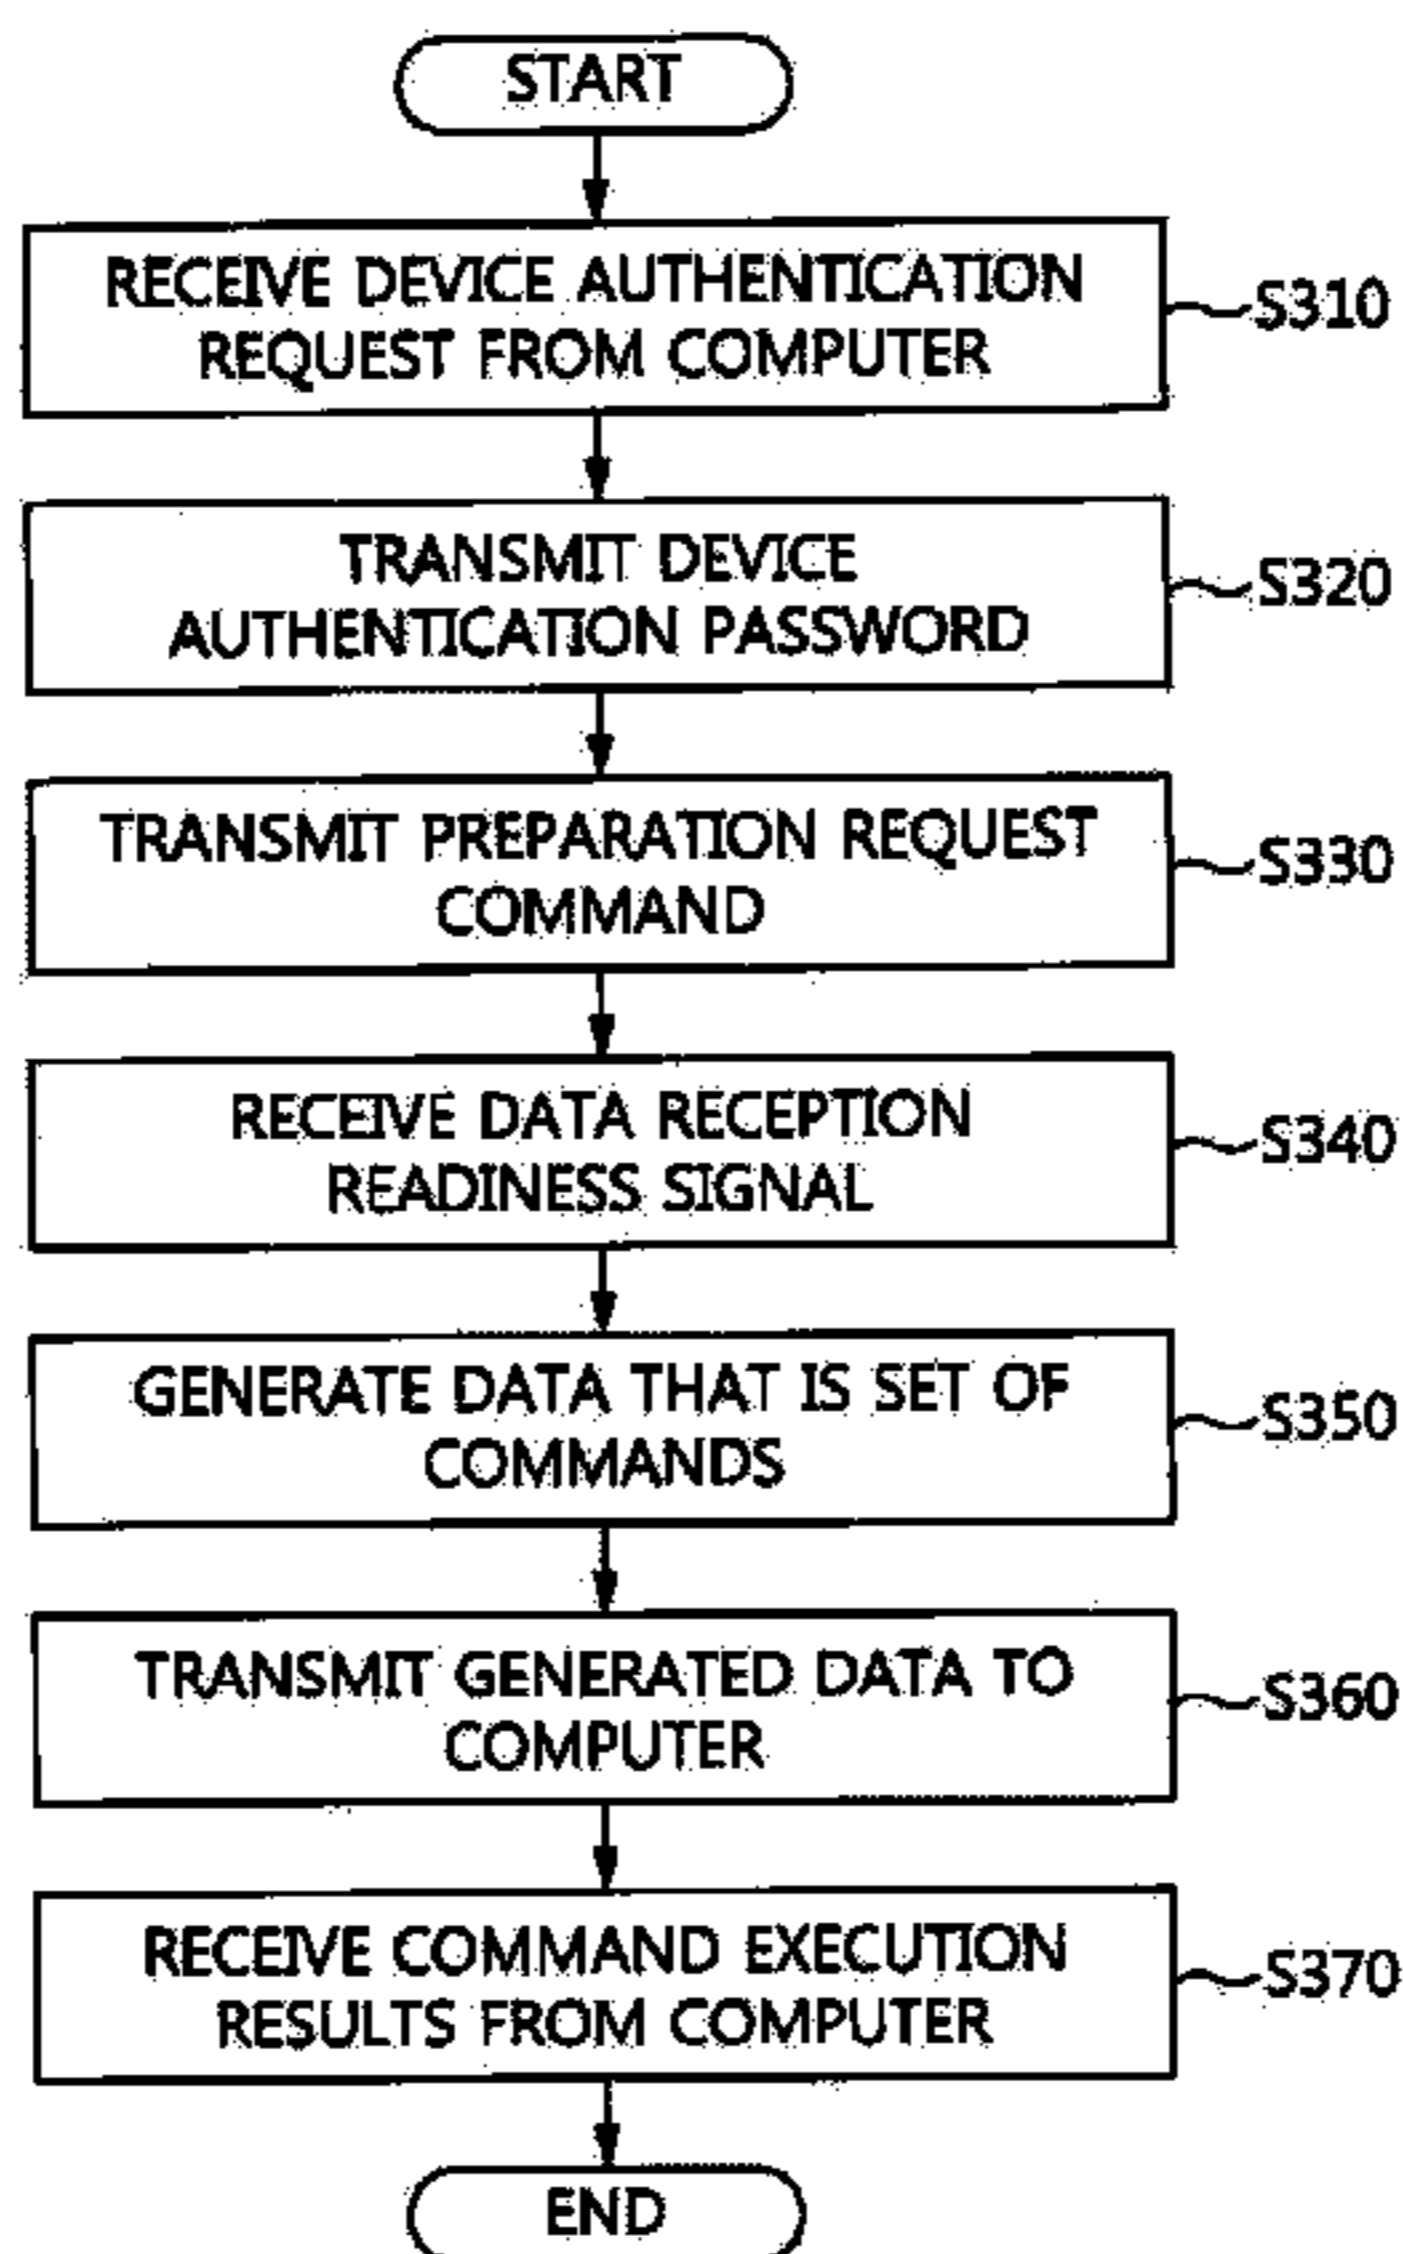 START
RECEIVE DEVICE AUTHENTICATION
REQUEST FROM COMPUTER
S310
TRANSMIT DEVICE
AUTHENTICATION PASSWORD
S320
TRANSMIT PREPARATION REQUEST
COMMAND
S330
RECEIVE DATA RECEPTION
READINESS SIGNAL
S340
GENERATE DATA THAT IS SET OF
COMMANDS
S350
TRANSMIT GENERATED DATA TO
COMPUTER
S360
RECEIVE COMMAND EXECUTION
RESULTS FROM COMPUTER
S370
END